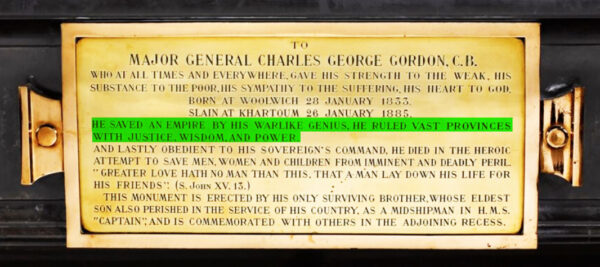 TO
MAJOR GENERAL CHARLES GEORGE GORDON, C.B.
WHO AT ALL TIMES AND EVERYWHERE, GAVE HIS STRENGTH TO THE WEAK, HIS
SUBSTANCE TO THE POOR, HIS SYMPATHY TO THE SUFFERING, HIS HEART TO GOD.
BORN AT WOOLWICH 28 JANUARY 1833.
SLAIN AT KHARTOUM 26 JANUARY 1885.
HE SAVED AN EMPIRE BY HIS WARLIKE GENIUS, HE RULED VAST PROVINCES
WITH JUSTICE, WISDOM, AND POWER.
AND LASTLY OBEDIENT TO HIS SOVEREIGN'S COMMAND, HE DIED IN THE HEROIC
ATTEMPT TO SAVE MEN, WOMEN AND CHILDREN FROM IMMINENT AND DEADLY PERIL.
"GREATER LOVE HATH NO MAN THAN THIS, THAT A MAN LAY DOWN HIS LIFE FOR
HIS FRIENDS". (S. JOHN XV. 13.)
THIS MONUMENT IS ERECTED BY HIS ONLY SURVIVING BROTHER, WHOSE ELDEST
SON ALSO PERISHED IN THE SERVICE OF HIS COUNTRY, AS A MIDSHIPMAN IN H.M.S.
"CAPTAIN", AND IS COMMEMORATED WITH OTHERS IN THE ADJOINING RECESS.